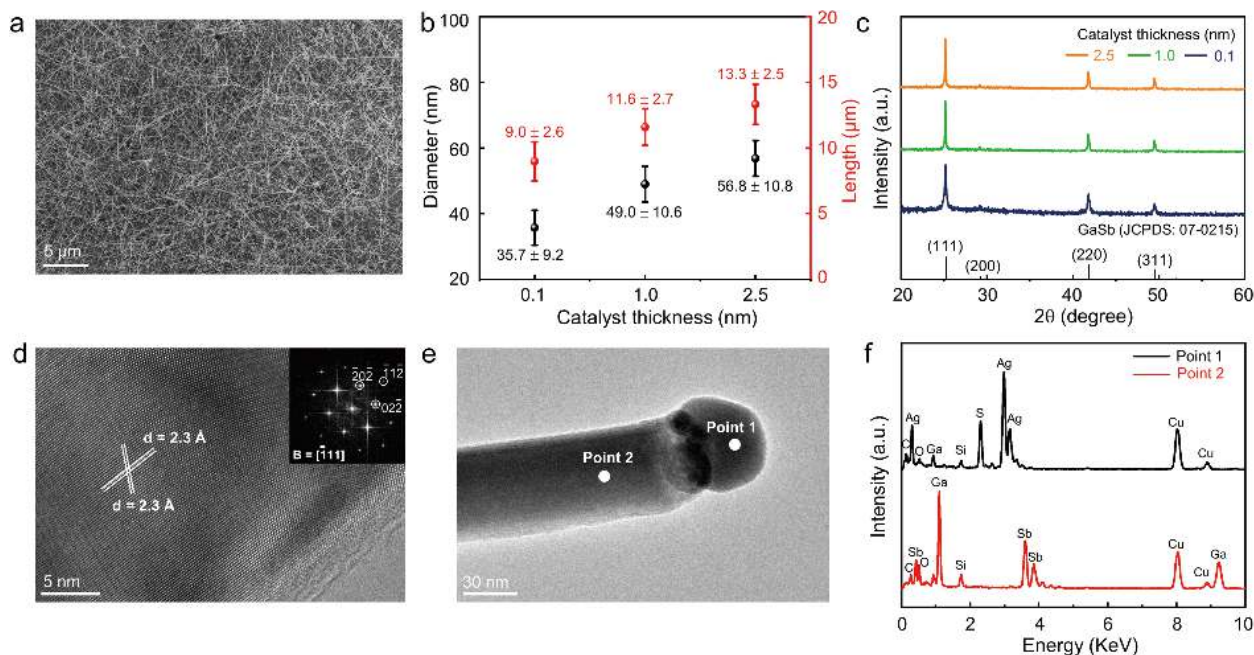 a
5 µm
b
Diameter (nm)
100
80
60
40
20
20
15
10
5
0
Length (µm)
9.0 ± 2.6
11.6 ± 2.7
13.3 ± 2.5
35.7 ± 9.2
49.0 ± 10.6
56.8 ± 10.8
0.1
1.0
2.5
Catalyst thickness (nm)
c
Catalyst thickness (nm)
2.5
1.0
0.1
Intensity (a.u.)
GaSb (JCPDS: 07-0215)
(111)
(200)
(220)
(311)
20
30
40
50
60
2θ (degree)
d
d = 2.3 Å
d = 2.3 Å
5 nm
2̄02̄
1̄12̄
022̄
B = [1̄11]
e
Point 1
Point 2
30 nm
f
Point 1
Point 2
Intensity (a.u.)
C
Ag
O
Ga
Si
S
Ag
Ag
Cu
Cu
C
Sb
O
Ga
Si
Sb
Sb
Cu
Cu
Ga
0
2
4
6
8
10
Energy (KeV)